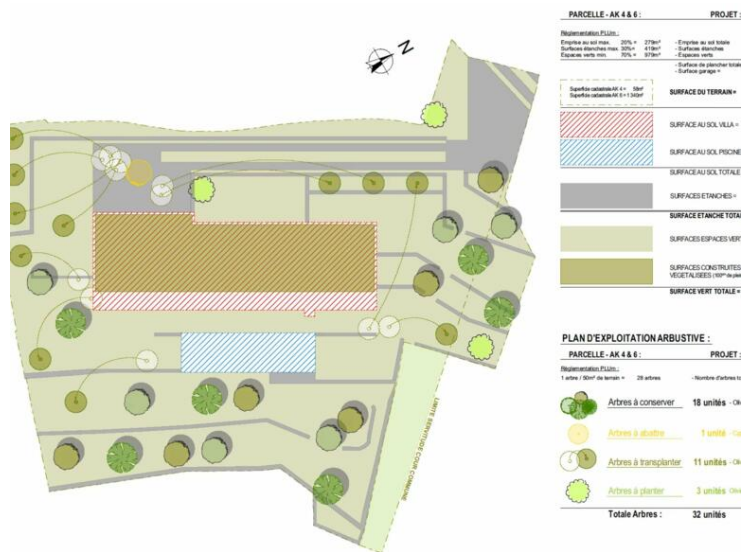 PARCELLE - AK 4 & 6 : PROJET :
Réglementation PLUm :
Emprise au sol max. 20% = 279m² - Emprise au sol totale
Surfaces étanches max. 30% = 419m² - Surfaces étanches
Espaces verts min. 70% = 979m² - Espaces verts
- Surface de plancher totale
- Surface garage =
Superficie cadastrale AK 4 = 58m²
Superficie cadastrale AK 6 = 1 340m²
SURFACE DU TERRAIN =
SURFACE AU SOL VILLA =
SURFACE AU SOL PISCINE
SURFACE AU SOL TOTALE
SURFACES ETANCHES =
SURFACE ETANCHE TOTA
SURFACES ESPACES VERT
SURFACES CONSTRUITES
VEGETALISEES
SURFACE VERT TOTALE =
N
LIMITE SERVITUDE COUR COMMUNE
PLAN D'EXPLOITATION ARBUSTIVE :
PARCELLE - AK 4 & 6 : PROJET :
Réglementation PLUm :
1 arbre / 50m² de terrain = 28 arbres - Nombre d'arbres to
Arbres à conserver 18 unités - Oli
Arbres à abattre 1 unité - Ca
Arbres à transplanter 11 unités - Oli
Arbres à planter 3 unités Olivi
Totale Arbres : 32 unités